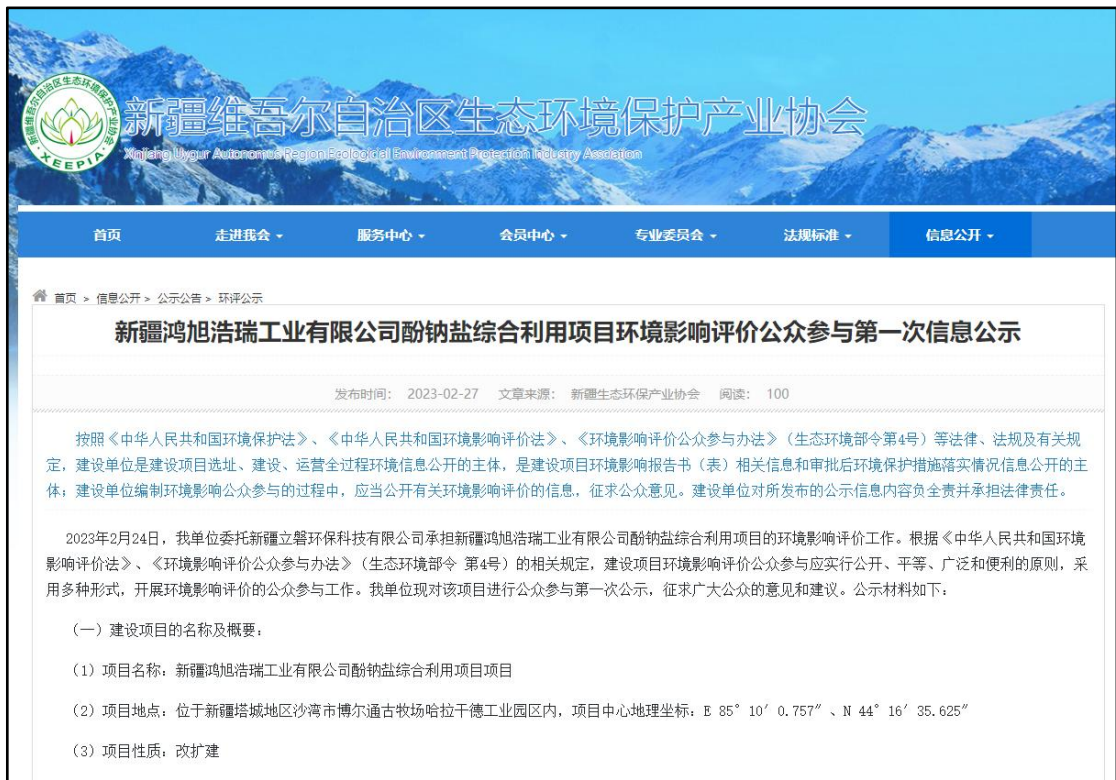 新疆维吾尔自治区生态环境保护产业协会
XEEPIA
新疆维吾尔自治区生态环境保护产业协会
Xinjiang Uygur Autonomous Region Ecologicial Environment Protection Industry Assciation
首页 走进我会 服务中心 会员中心 专业委员会 法规标准 信息公开
首页 > 信息公开 > 公示公告 > 环评公示
新疆鸿旭浩瑞工业有限公司酚钠盐综合利用项目环境影响评价公众参与第一次信息公示
发布时间： 2023-02-27 文章来源： 新疆生态环保产业协会 阅读： 100
按照《中华人民共和国环境保护法》、《中华人民共和国环境影响评价法》、《环境影响评价公众参与办法》（生态环境部令第4号）等法律、法规及有关规
定，建设单位是建设项目选址、建设、运营全过程环境信息公开的主体，是建设项目环境影响报告书（表）相关信息和审批后环境保护措施落实情况信息公开的主
体；建设单位编制环境影响公众参与的过程中，应当公开有关环境影响评价的信息，征求公众意见。建设单位对所发布的公示信息内容负全责并承担法律责任。
2023年2月24日，我单位委托新疆立磐环保科技有限公司承担新疆鸿旭浩瑞工业有限公司酚钠盐综合利用项目的环境影响评价工作。根据《中华人民共和国环境
影响评价法》、《环境影响评价公众参与办法》（生态环境部令 第4号）的相关规定，建设项目环境影响评价公众参与应实行公开、平等、广泛和便利的原则，采
用多种形式，开展环境影响评价的公众参与工作。我单位现对该项目进行公众参与第一次公示，征求广大公众的意见和建议。公示材料如下：
（一）建设项目的名称及概要：
（1）项目名称：新疆鸿旭浩瑞工业有限公司酚钠盐综合利用项目项目
（2）项目地点：位于新疆塔城地区沙湾市博尔通古牧场哈拉干德工业园区内，项目中心地理坐标：E 85° 10′ 0.757″ 、N 44° 16′ 35.625″
（3）项目性质：改扩建